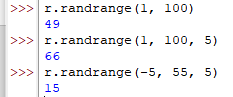 >>> r.randrange(1, 100)
49
>>> r.randrange(1, 100, 5)
66
>>> r.randrange(-5, 55, 5)
15